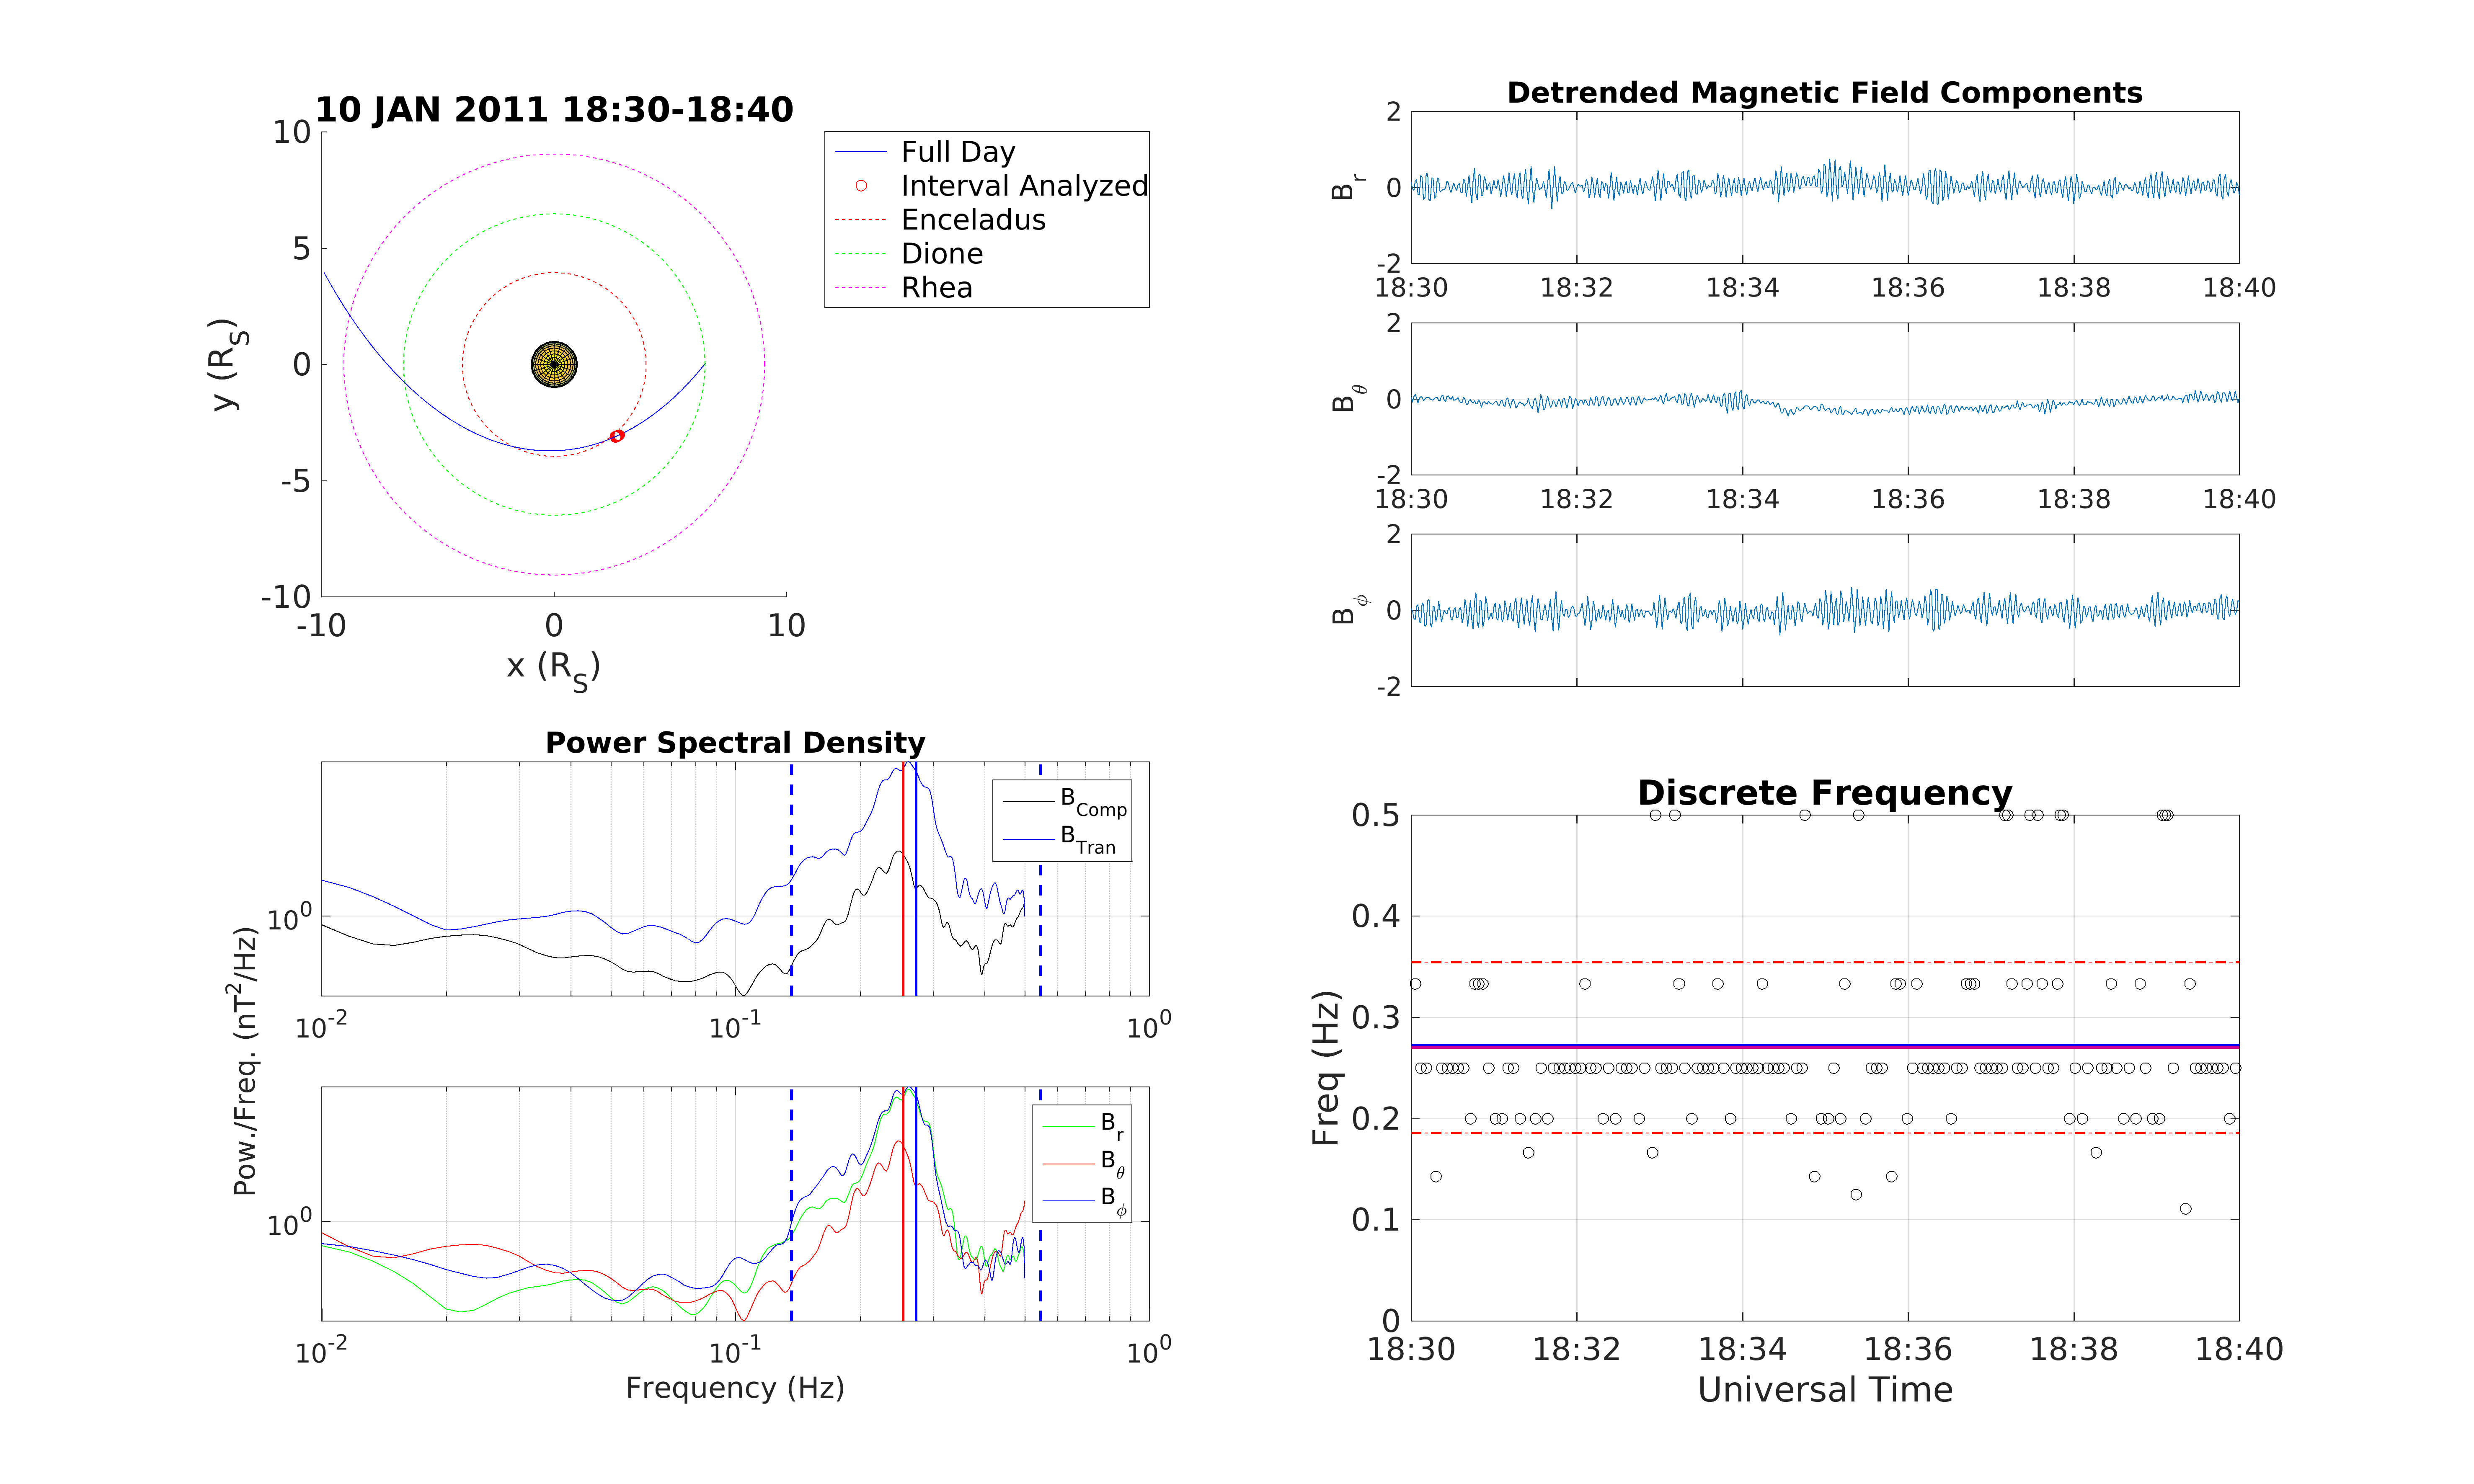 10 JAN 2011 18:30-18:40
10
5
0
-5
-10
-10
0
10
y (R_S)
x (R_S)
Full Day
Interval Analyzed
Enceladus
Dione
Rhea
Detrended Magnetic Field Components
2
0
-2
B_r
18:30 18:32 18:34 18:36 18:38 18:40
2
0
-2
B_θ
18:30 18:32 18:34 18:36 18:38 18:40
2
0
-2
B_ϕ
Power Spectral Density
B_Comp
B_Tran
10^0
10^-2 10^-1 10^0
Pow./Freq. (nT^2/Hz)
B_r
B_θ
B_ϕ
10^0
10^-2 10^-1 10^0
Frequency (Hz)
Discrete Frequency
0.5
0.4
0.3
0.2
0.1
0
Freq (Hz)
18:30 18:32 18:34 18:36 18:38 18:40
Universal Time